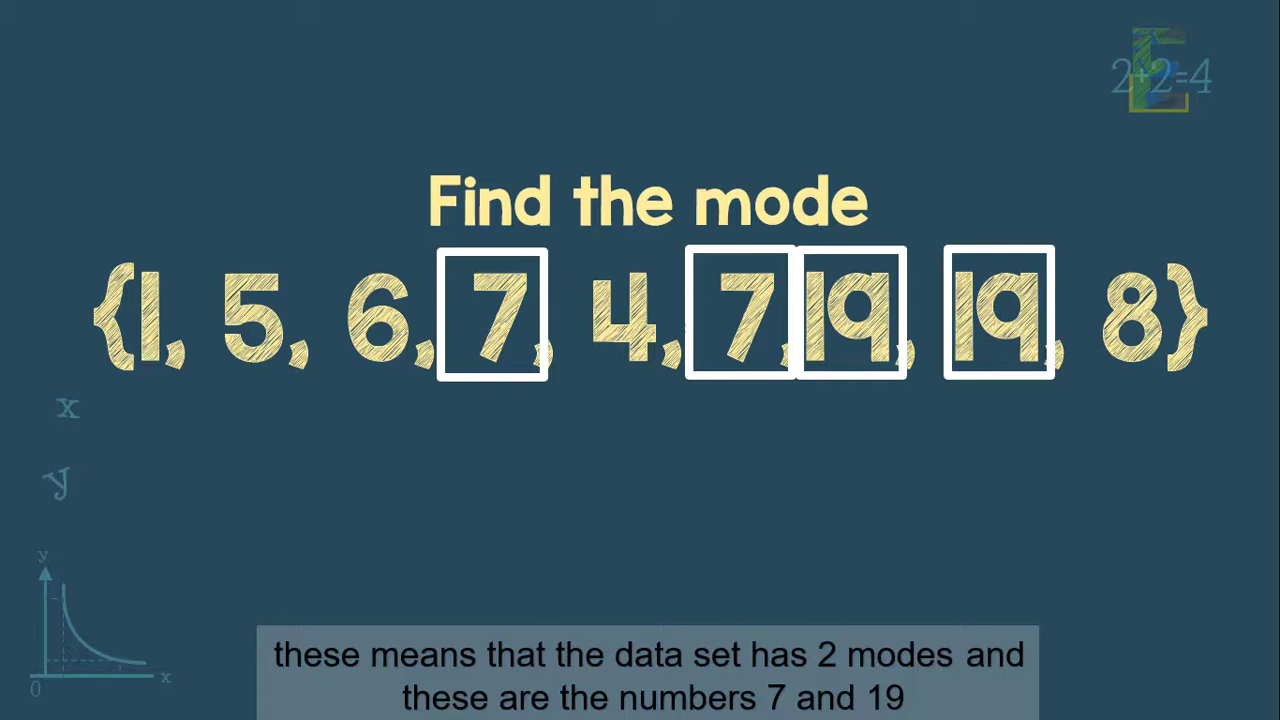 2+2=4
E
Find the mode
{1, 5, 6, 7, 4, 7, 19, 19, 8}
x
y
y
0
x
these means that the data set has 2 modes and
these are the numbers 7 and 19